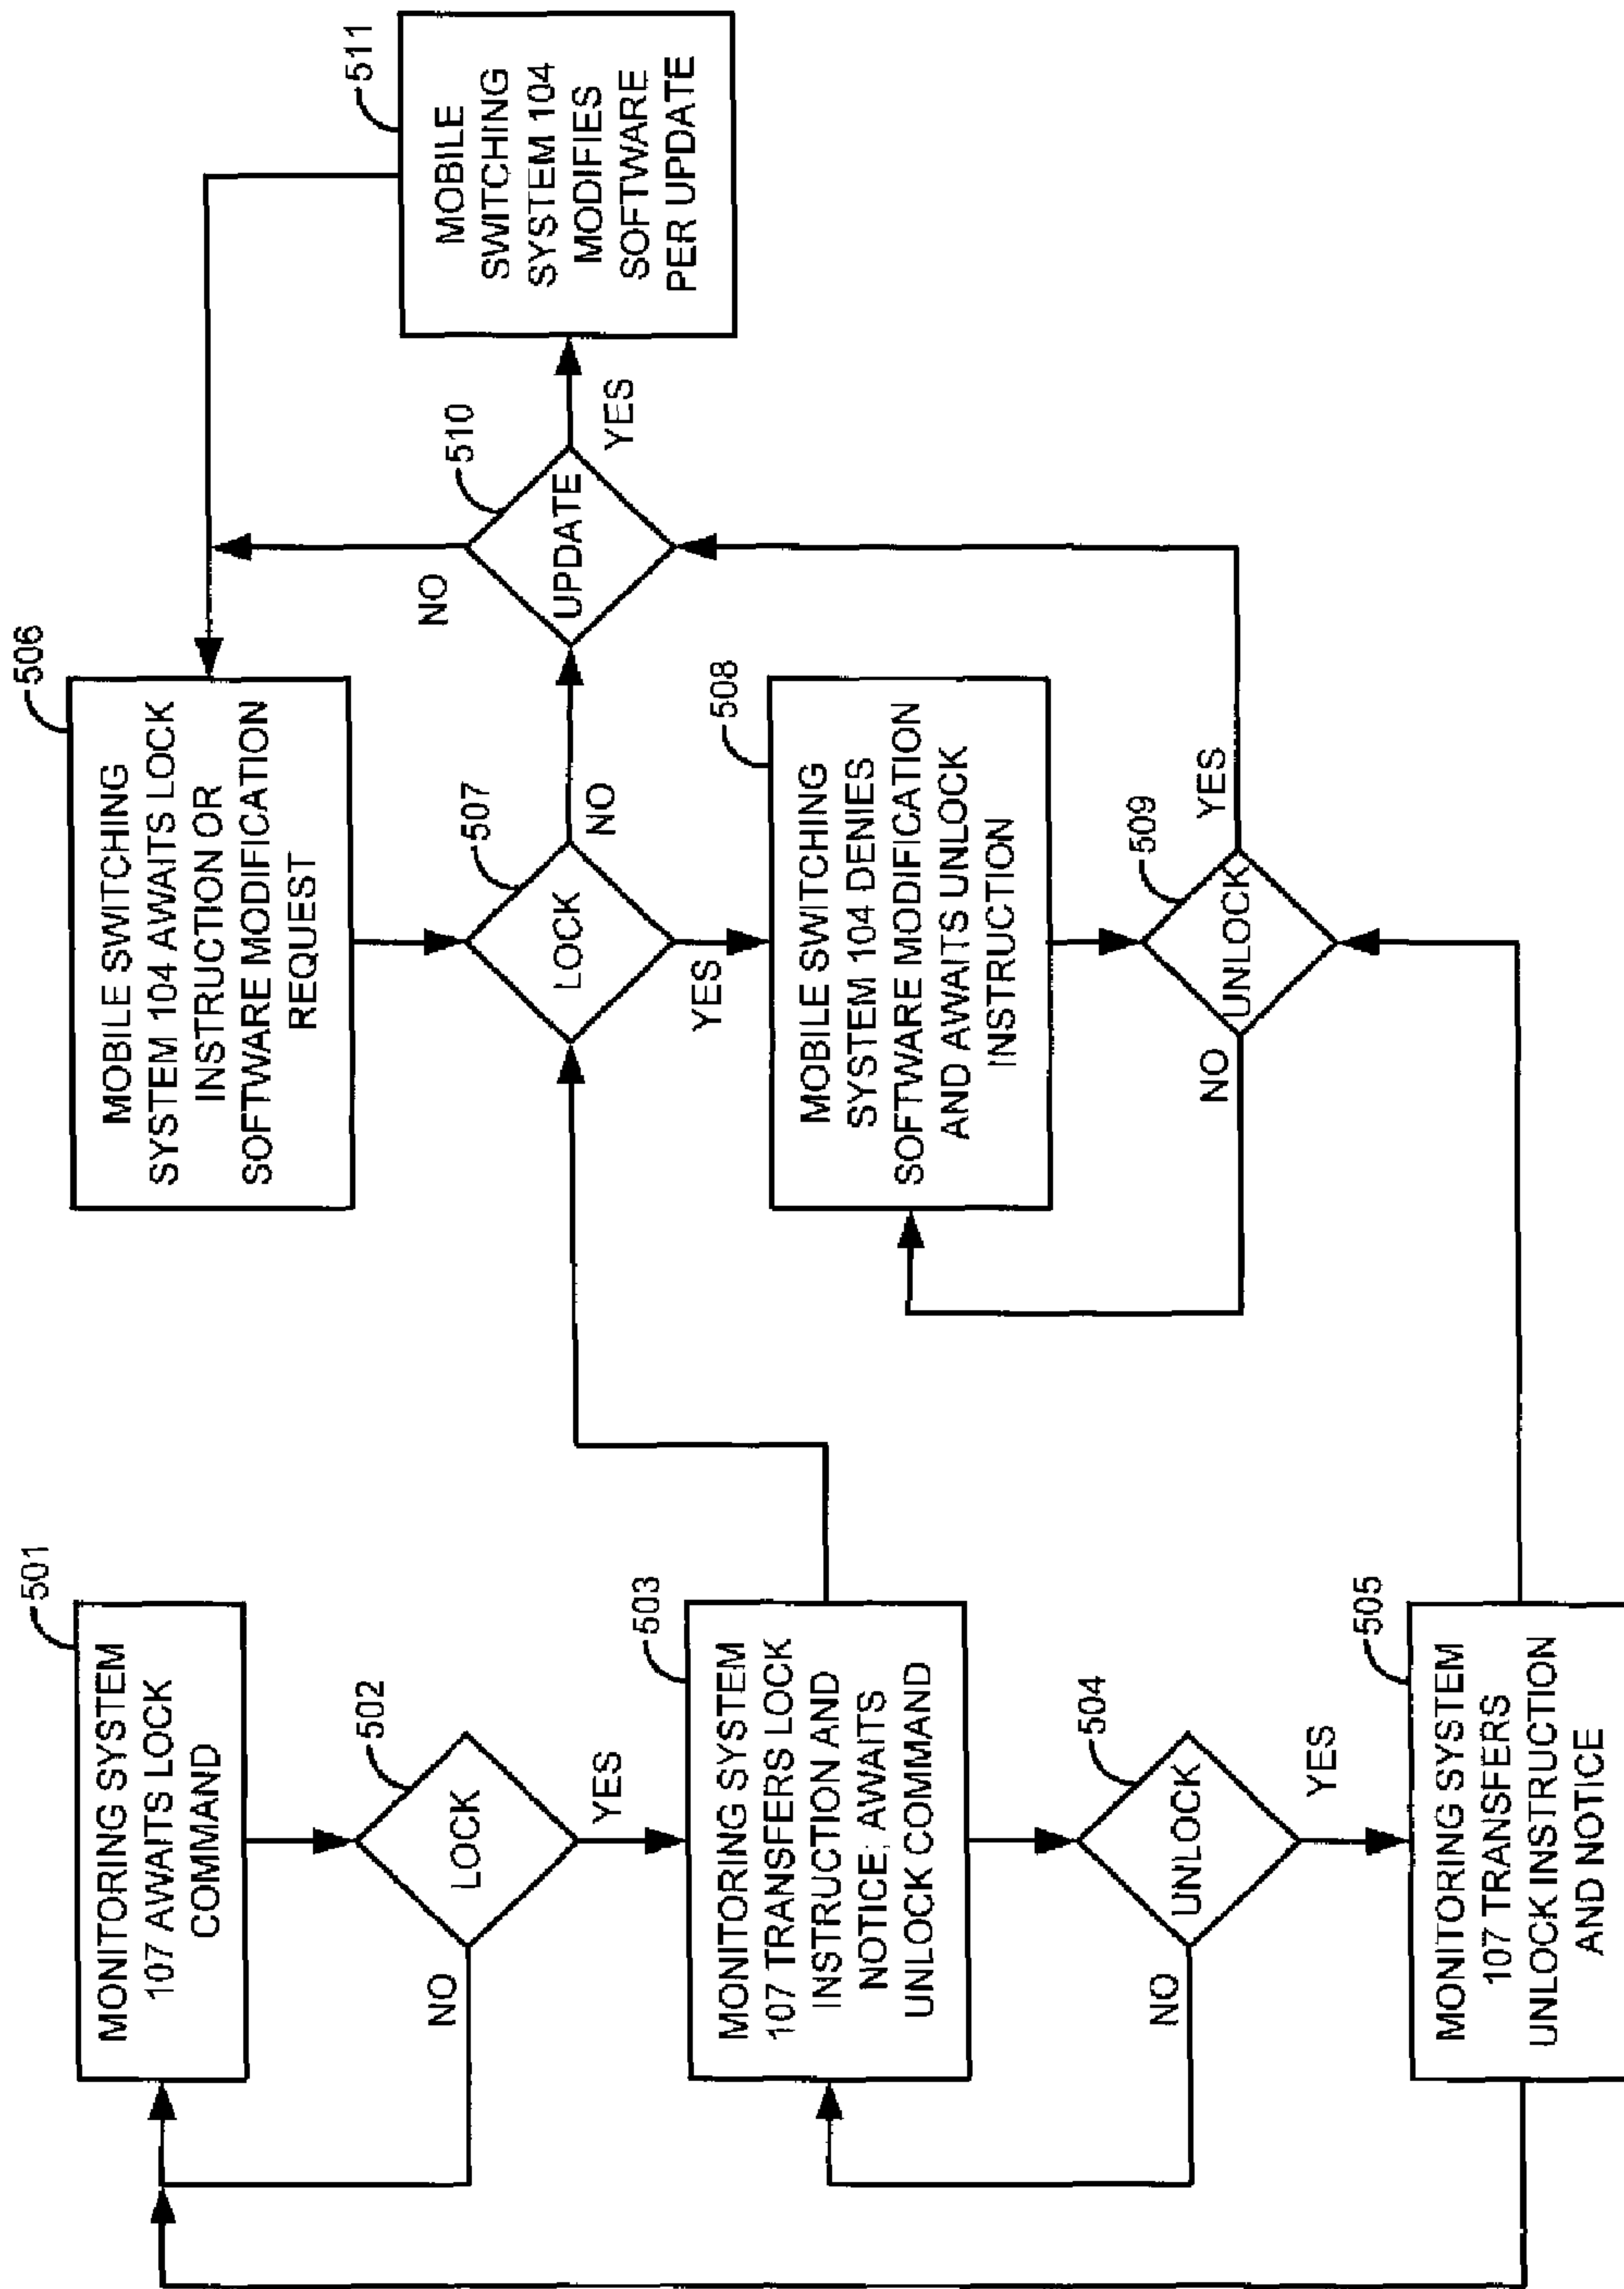 501
MONITORING SYSTEM
107 AWAITS LOCK
COMMAND
502
LOCK
NO
YES
503
MONITORING SYSTEM
107 TRANSFERS LOCK
INSTRUCTION AND
NOTICE; AWAITS
UNLOCK COMMAND
504
UNLOCK
NO
YES
505
MONITORING SYSTEM
107 TRANSFERS
UNLOCK INSTRUCTION
AND NOTICE
506
MOBILE SWITCHING
SYSTEM 104 AWAITS LOCK
INSTRUCTION OR
SOFTWARE MODIFICATION
REQUEST
507
LOCK
NO
YES
508
MOBILE SWITCHING
SYSTEM 104 DENIES
SOFTWARE MODIFICATION
AND AWAITS UNLOCK
INSTRUCTION
509
UNLOCK
NO
YES
510
UPDATE
NO
YES
511
MOBILE
SWITCHING
SYSTEM 104
MODIFIES
SOFTWARE
PER UPDATE